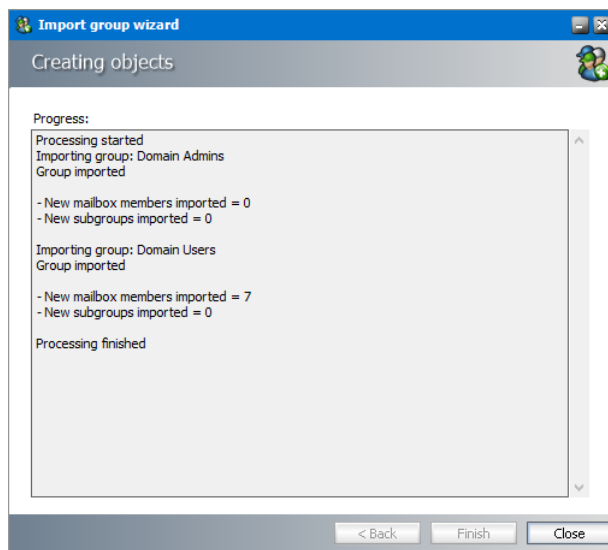 Import group wizard
Creating objects
Progress:
Processing started
Importing group: Domain Admins
Group imported
- New mailbox members imported = 0
- New subgroups imported = 0
Importing group: Domain Users
Group imported
- New mailbox members imported = 7
- New subgroups imported = 0
Processing finished
< Back
Finish
Close